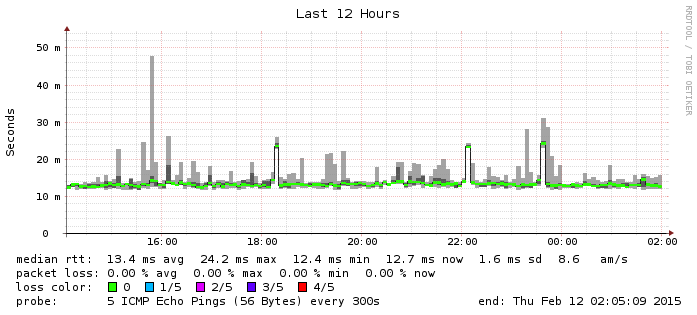 Last 12 Hours
RRDTOOL / TOBI OETIKER
Seconds
50 m
40 m
30 m
20 m
10 m
0
16:00 18:00 20:00 22:00 00:00 02:00
median rtt: 13.4 ms avg 24.2 ms max 12.4 ms min 12.7 ms now 1.6 ms sd 8.6 am/s
packet loss: 0.00 % avg 0.00 % max 0.00 % min 0.00 % now
loss color: 0 1/5 2/5 3/5 4/5
probe: 5 ICMP Echo Pings (56 Bytes) every 300s end: Thu Feb 12 02:05:09 2015